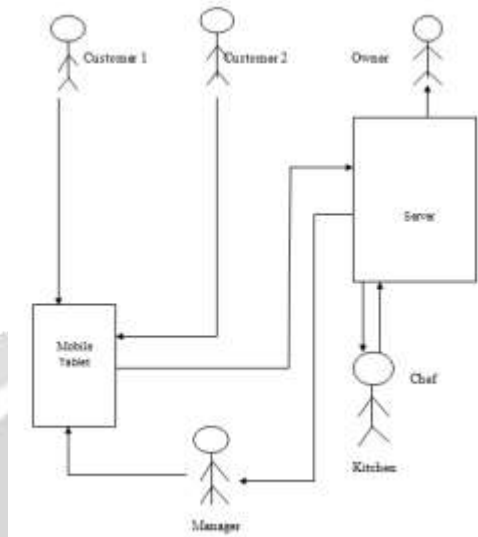 Customer 1
Customer 2
Owner
Server
Mobile
Tablet
Chef
Kitchen
Manager